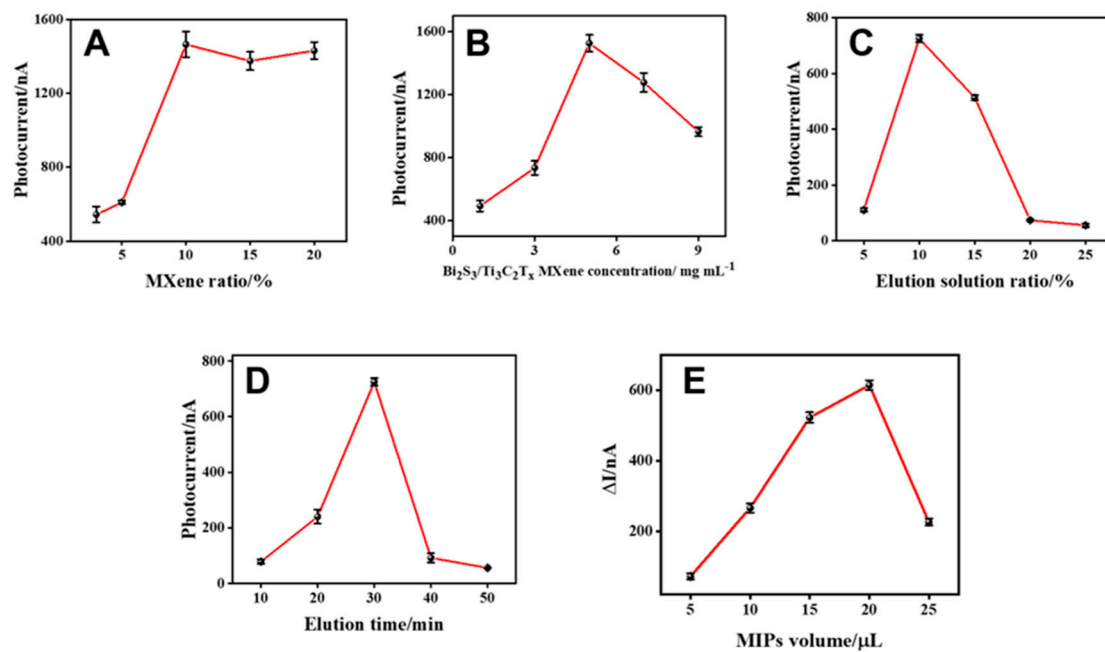 A
Photocurrent/nA
1600
1200
800
400
5
10
15
20
MXene ratio/%
B
Photocurrent/nA
1600
1200
800
400
0
3
6
9
Bi₂S₃/Ti₃C₂Tₓ MXene concentration/ mg mL⁻¹
C
Photocurrent/nA
800
600
400
200
0
5
10
15
20
25
Elution solution ratio/%
D
Photocurrent/nA
800
600
400
200
0
10
20
30
40
50
Elution time/min
E
ΔI/nA
600
400
200
5
10
15
20
25
MIPs volume/μL